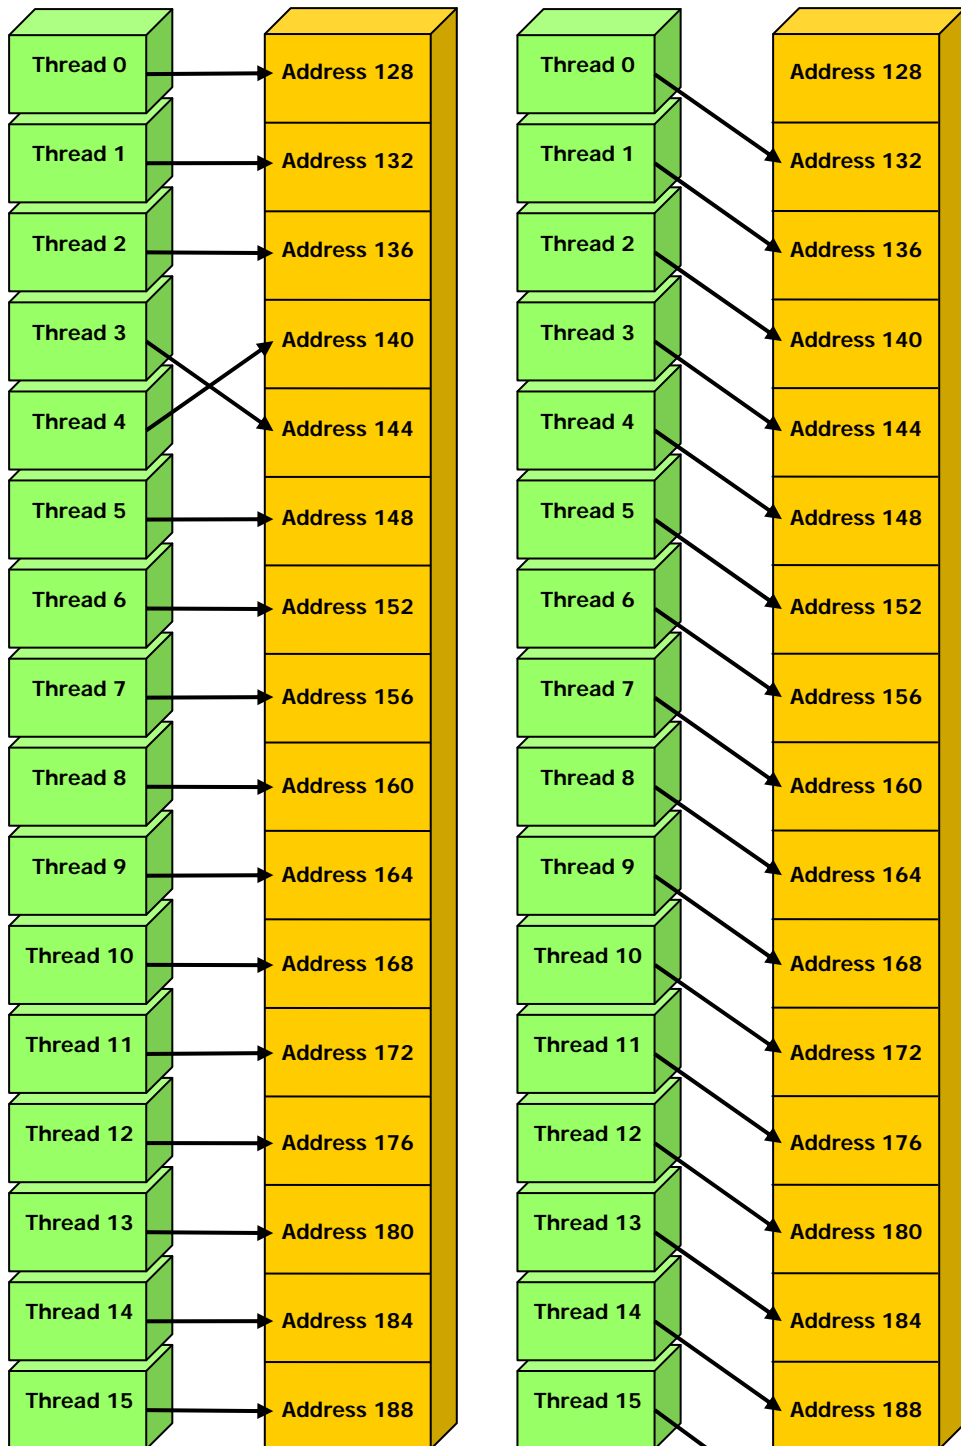 Thread 0 Address 128 Thread 0 Address 128
Thread 1 Address 132 Thread 1 Address 132
Thread 2 Address 136 Thread 2 Address 136
Thread 3 Address 140 Thread 3 Address 140
Thread 4 Address 144 Thread 4 Address 144
Thread 5 Address 148 Thread 5 Address 148
Thread 6 Address 152 Thread 6 Address 152
Thread 7 Address 156 Thread 7 Address 156
Thread 8 Address 160 Thread 8 Address 160
Thread 9 Address 164 Thread 9 Address 164
Thread 10 Address 168 Thread 10 Address 168
Thread 11 Address 172 Thread 11 Address 172
Thread 12 Address 176 Thread 12 Address 176
Thread 13 Address 180 Thread 13 Address 180
Thread 14 Address 184 Thread 14 Address 184
Thread 15 Address 188 Thread 15 Address 188